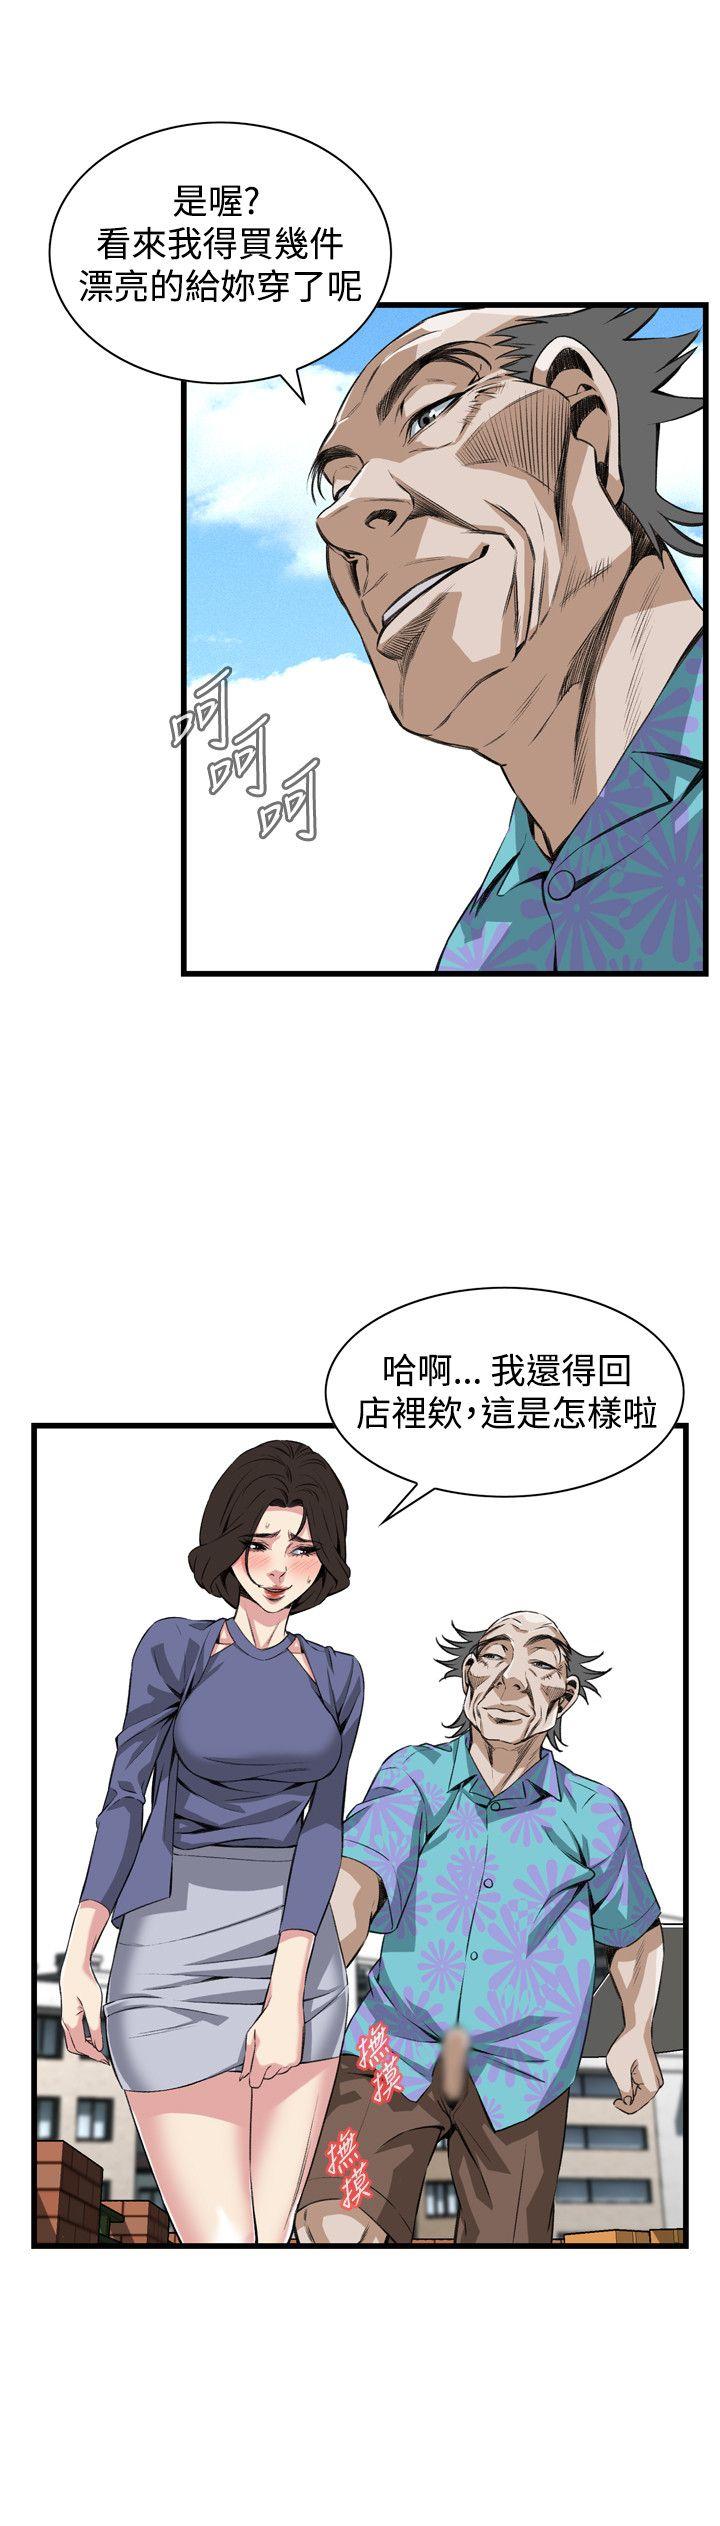 是喔?
看來我得買幾件
漂亮的給妳穿了呢
呵呵呵
哈啊... 我還得回
店裡欸,這是怎樣啦
撫摸
撫摸